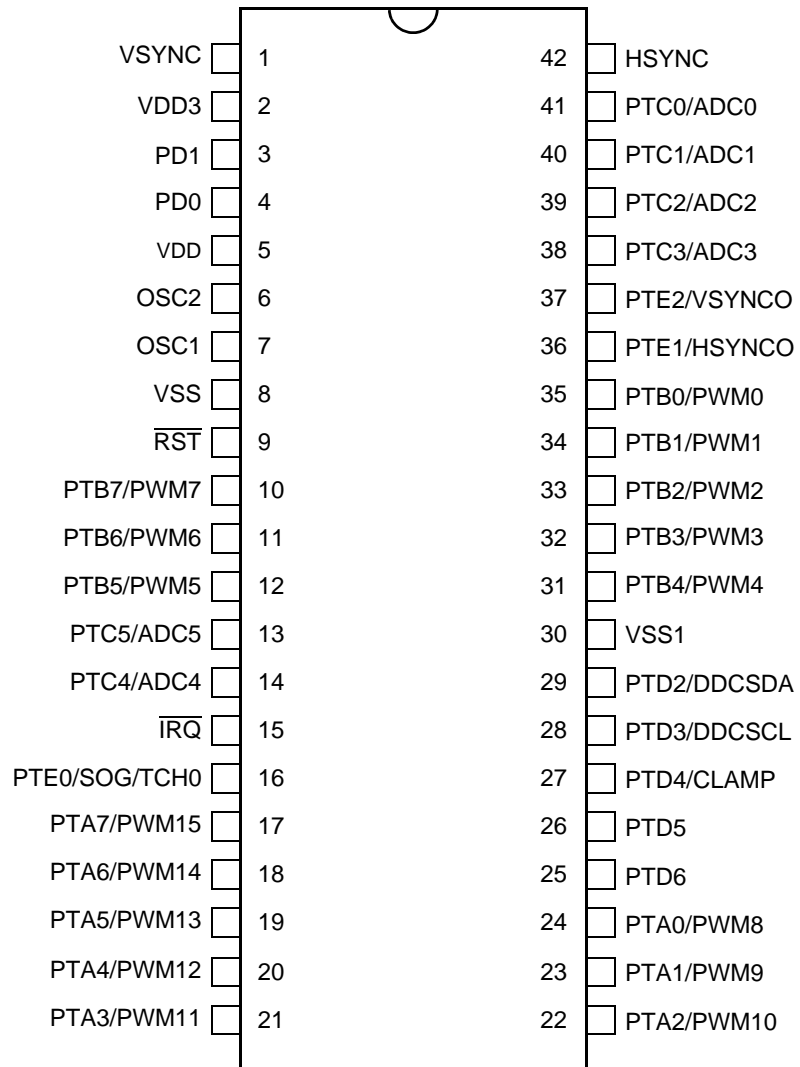 VSYNC 1 42 HSYNC
VDD3 2 41 PTC0/ADC0
PD1 3 40 PTC1/ADC1
PD0 4 39 PTC2/ADC2
VDD 5 38 PTC3/ADC3
OSC2 6 37 PTE2/VSYNCO
OSC1 7 36 PTE1/HSYNCO
VSS 8 35 PTB0/PWM0
RST 9 34 PTB1/PWM1
PTB7/PWM7 10 33 PTB2/PWM2
PTB6/PWM6 11 32 PTB3/PWM3
PTB5/PWM5 12 31 PTB4/PWM4
PTC5/ADC5 13 30 VSS1
PTC4/ADC4 14 29 PTD2/DDCSDA
IRQ 15 28 PTD3/DDCSCL
PTE0/SOG/TCH0 16 27 PTD4/CLAMP
PTA7/PWM15 17 26 PTD5
PTA6/PWM14 18 25 PTD6
PTA5/PWM13 19 24 PTA0/PWM8
PTA4/PWM12 20 23 PTA1/PWM9
PTA3/PWM11 21 22 PTA2/PWM10